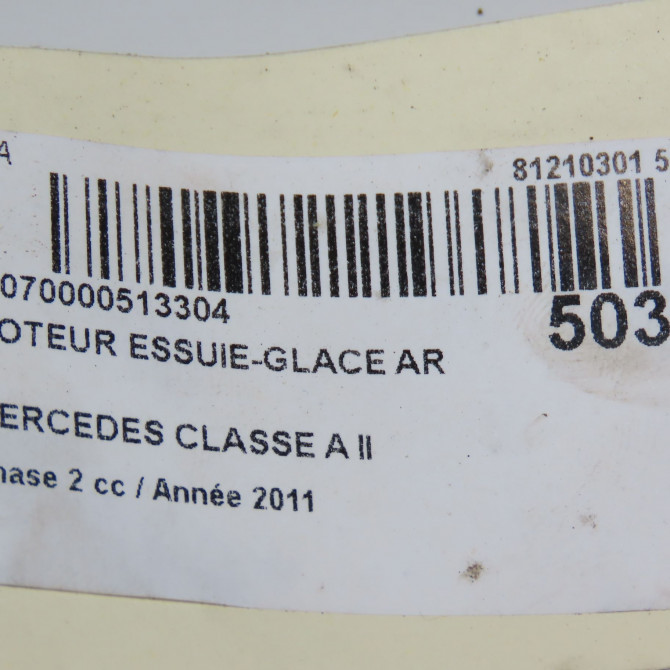 A
81210301 5
070000513304
503
OTEUR ESSUIE-GLACE AR
ERCEDES CLASSE A II
hase 2 cc / Année 2011